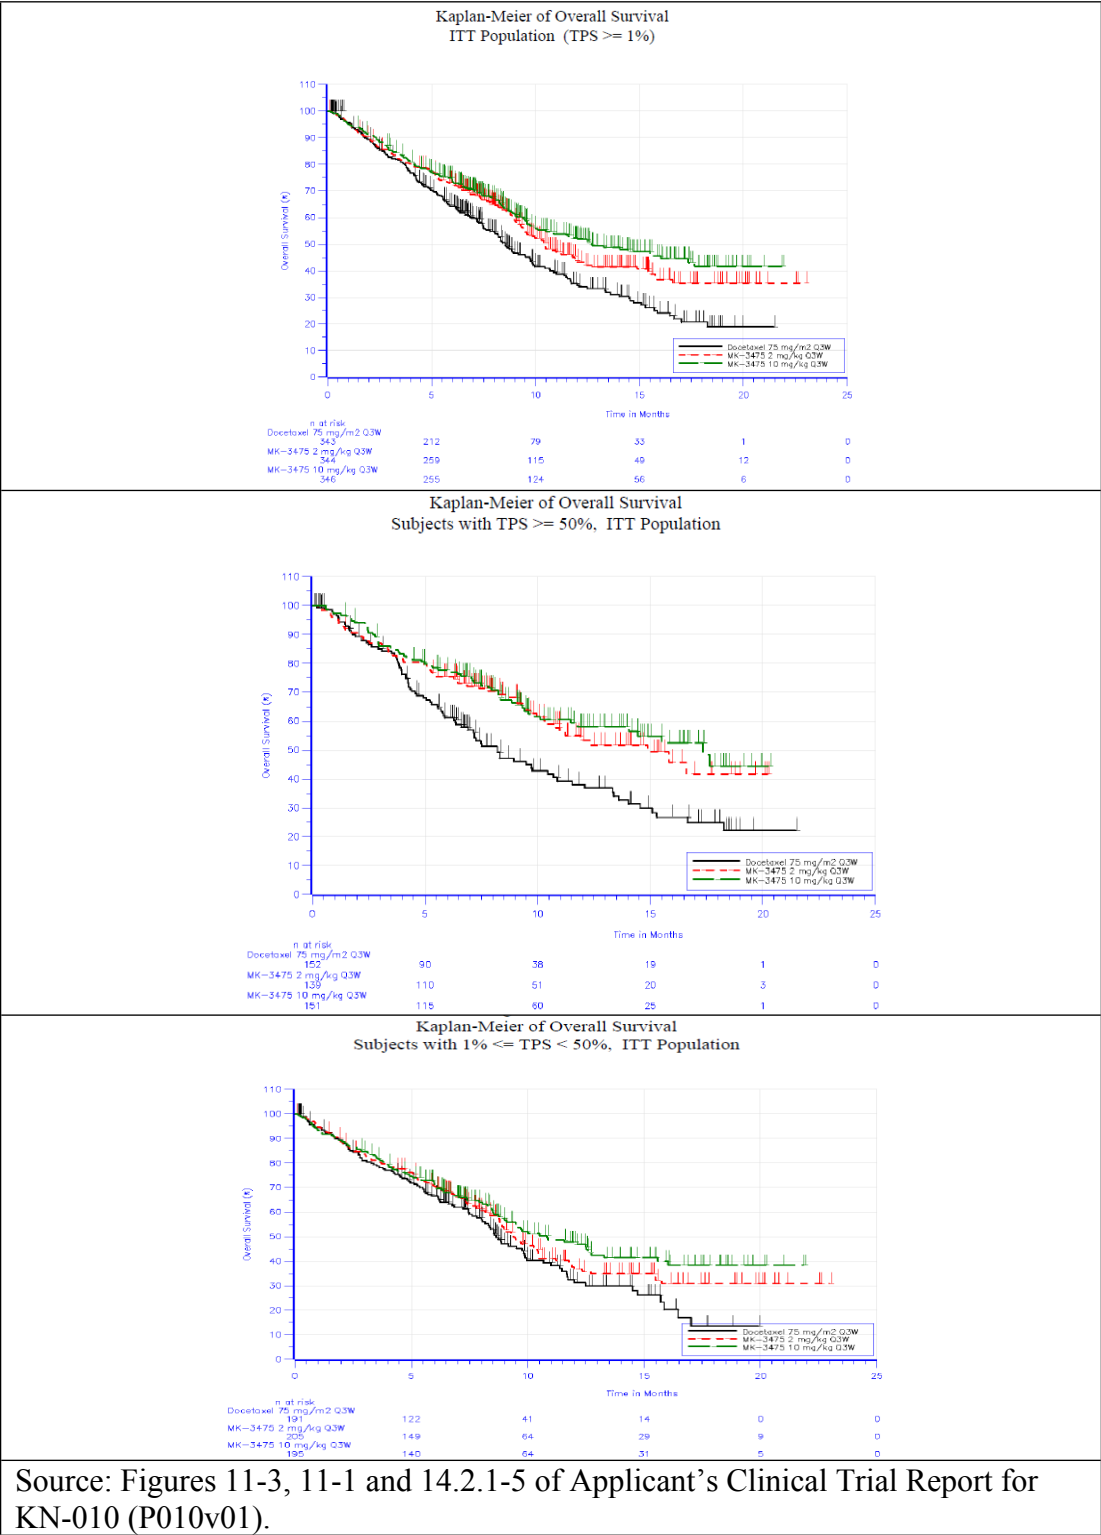 Kaplan-Meier of Overall Survival
ITT Population (TPS >= 1%)
110
100
90
80
70
60
50
40
30
20
10
0
Overall Survival (%)
Docetaxel 75 mg/m2 Q3W
MK-3475 2 mg/kg Q3W
MK-3475 10 mg/kg Q3W
0 5 10 15 20 25
Time in Months
n at risk
Docetaxel 75 mg/m2 Q3W
343 212 79 33 1 0
MK-3475 2 mg/kg Q3W
344 259 115 49 12 0
MK-3475 10 mg/kg Q3W
346 255 124 56 6 0
Kaplan-Meier of Overall Survival
Subjects with TPS >= 50%, ITT Population
110
100
90
80
70
60
50
40
30
20
10
0
Overall Survival (%)
Docetaxel 75 mg/m2 Q3W
MK-3475 2 mg/kg Q3W
MK-3475 10 mg/kg Q3W
0 5 10 15 20 25
Time in Months
n at risk
Docetaxel 75 mg/m2 Q3W
152 90 38 19 1 0
MK-3475 2 mg/kg Q3W
139 110 51 20 3 0
MK-3475 10 mg/kg Q3W
151 115 60 25 1 0
Kaplan-Meier of Overall Survival
Subjects with 1% <= TPS < 50%, ITT Population
110
100
90
80
70
60
50
40
30
20
10
0
Overall Survival (%)
Docetaxel 75 mg/m2 Q3W
MK-3475 2 mg/kg Q3W
MK-3475 10 mg/kg Q3W
0 5 10 15 20 25
Time in Months
n at risk
Docetaxel 75 mg/m2 Q3W
191 122 41 14 0 0
MK-3475 2 mg/kg Q3W
205 149 64 29 9 0
MK-3475 10 mg/kg Q3W
195 140 64 31 5 0
Source: Figures 11-3, 11-1 and 14.2.1-5 of Applicant's Clinical Trial Report for
KN-010 (P010v01).